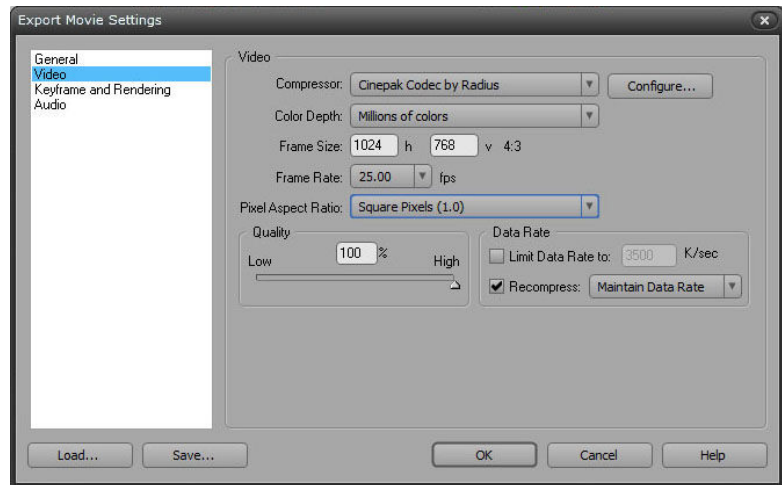 Export Movie Settings
General
Video
Keyframe and Rendering
Audio
Video
Compressor: Cinepak Codec by Radius Configure...
Color Depth: Millions of colors
Frame Size: 1024 h 768 v 4:3
Frame Rate: 25.00 fps
Pixel Aspect Ratio: Square Pixels (1.0)
Quality
Low 100 % High
Data Rate
Limit Data Rate to: 3500 K/sec
Recompress: Maintain Data Rate
Load... Save... OK Cancel Help